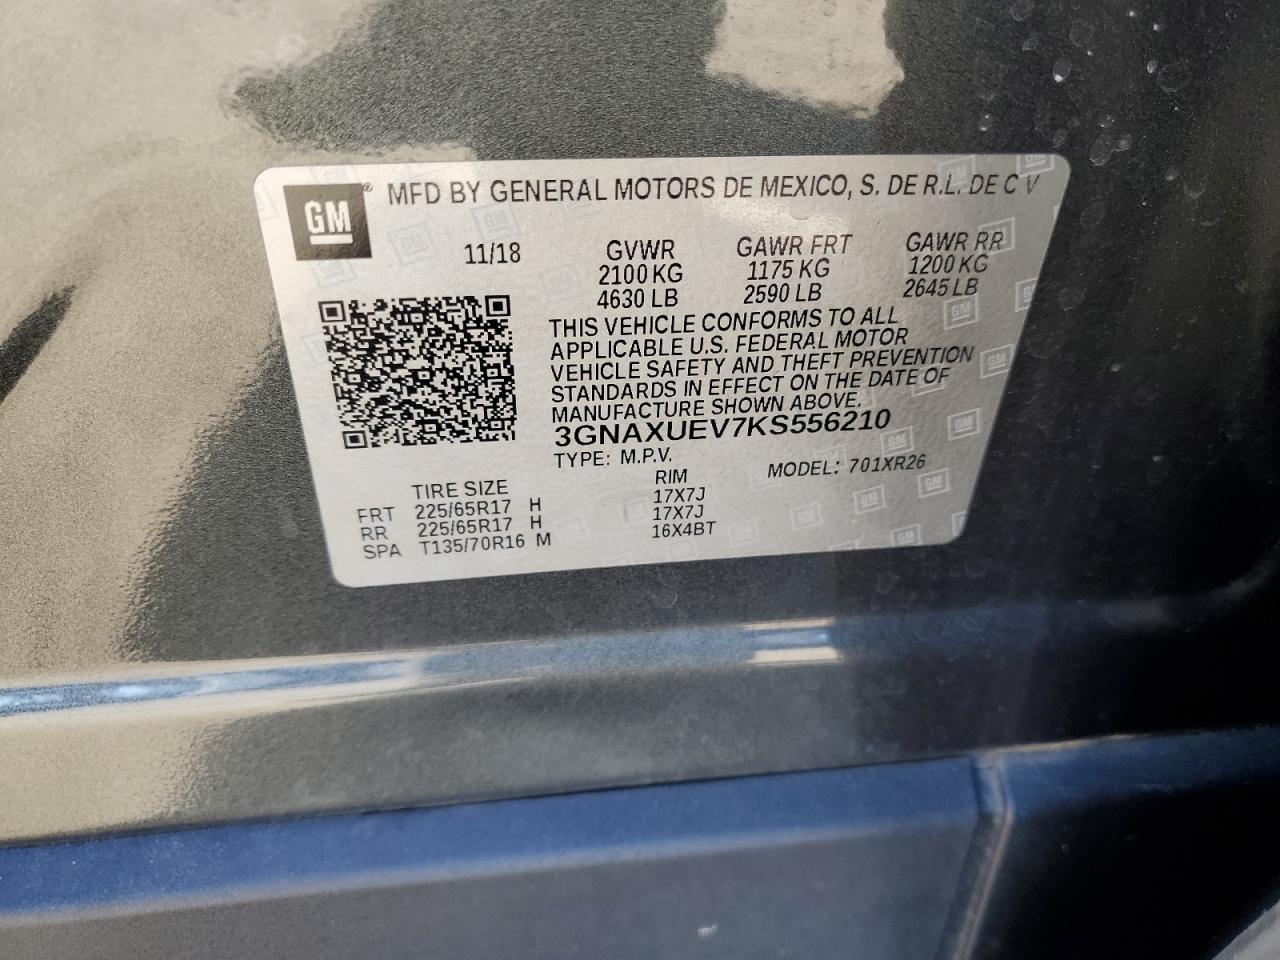 GM® MFD BY GENERAL MOTORS DE MEXICO, S. DE R.L. DE C V
11/18 GVWR GAWR FRT GAWR RR
2100 KG 1175 KG 1200 KG
4630 LB 2590 LB 2645 LB
THIS VEHICLE CONFORMS TO ALL
APPLICABLE U.S. FEDERAL MOTOR
VEHICLE SAFETY AND THEFT PREVENTION
STANDARDS IN EFFECT ON THE DATE OF
MANUFACTURE SHOWN ABOVE.
3GNAXUEV7KS556210
TYPE: M.P.V. MODEL: 701XR26
TIRE SIZE RIM
FRT 225/65R17 H 17X7J
RR 225/65R17 H 17X7J
SPA T135/70R16 M 16X4BT